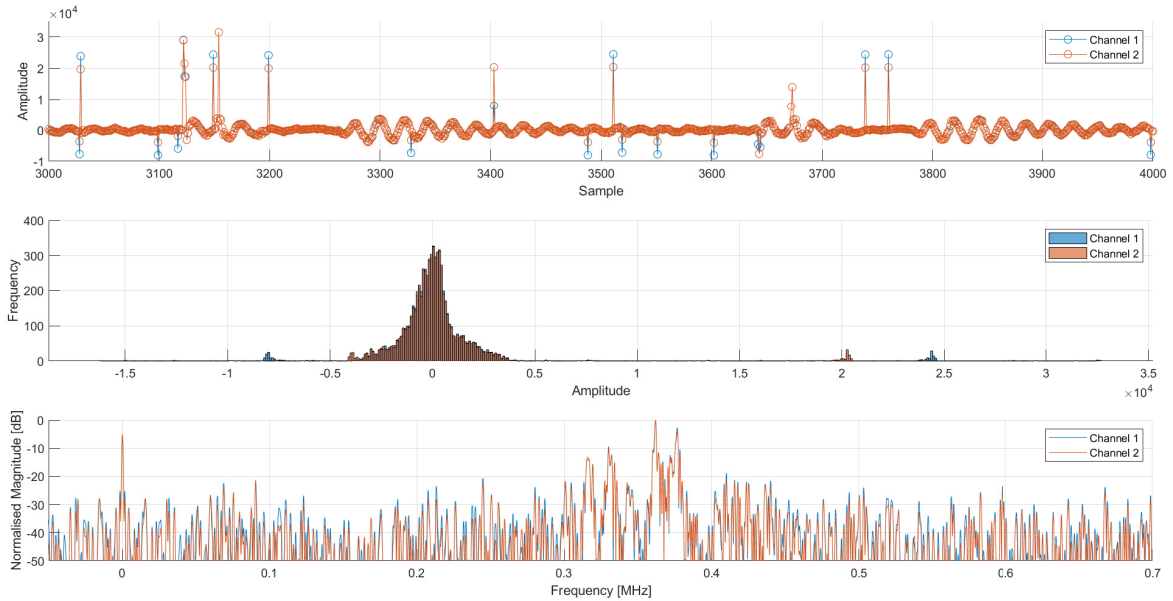 ×10⁴
Amplitude
3
2
1
0
-1
3000 3100 3200 3300 3400 3500 3600 3700 3800 3900 4000
Sample
Channel 1
Channel 2
Frequency
400
300
200
100
0
-1.5 -1 -0.5 0 0.5 1 1.5 2 2.5 3 3.5
Amplitude
×10⁴
Channel 1
Channel 2
Normalised Magnitude [dB]
0
-10
-20
-30
-40
-50
0 0.1 0.2 0.3 0.4 0.5 0.6 0.7
Frequency [MHz]
Channel 1
Channel 2